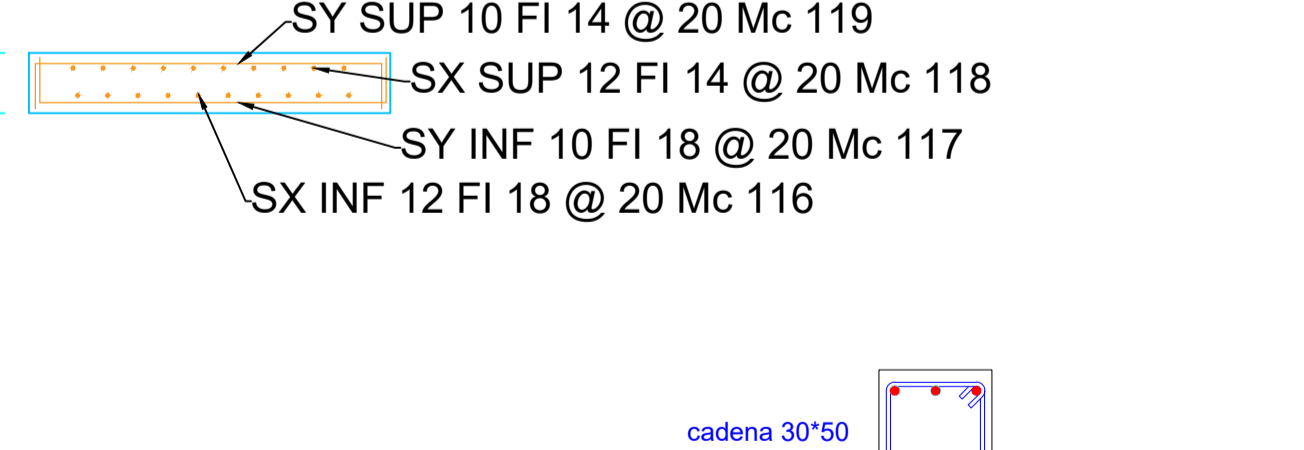 SY SUP 10 FI 14 @ 20 Mc 119
SX SUP 12 FI 14 @ 20 Mc 118
SY INF 10 FI 18 @ 20 Mc 117
SX INF 12 FI 18 @ 20 Mc 116
cadena 30*50